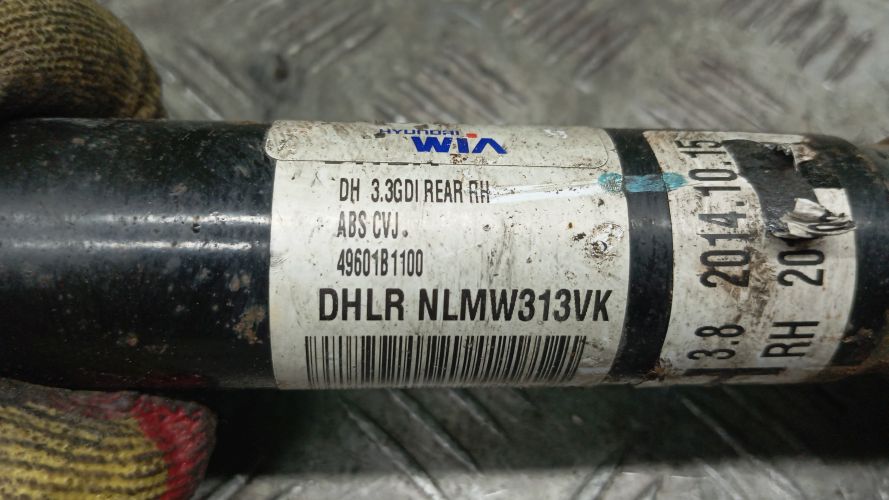 HYUNDAI
WIA
DH 3.3GDI REAR RH
ABS CVJ.
49601B1100
DHLR NLMW313VK
3.8 2014.10.15
RH 20